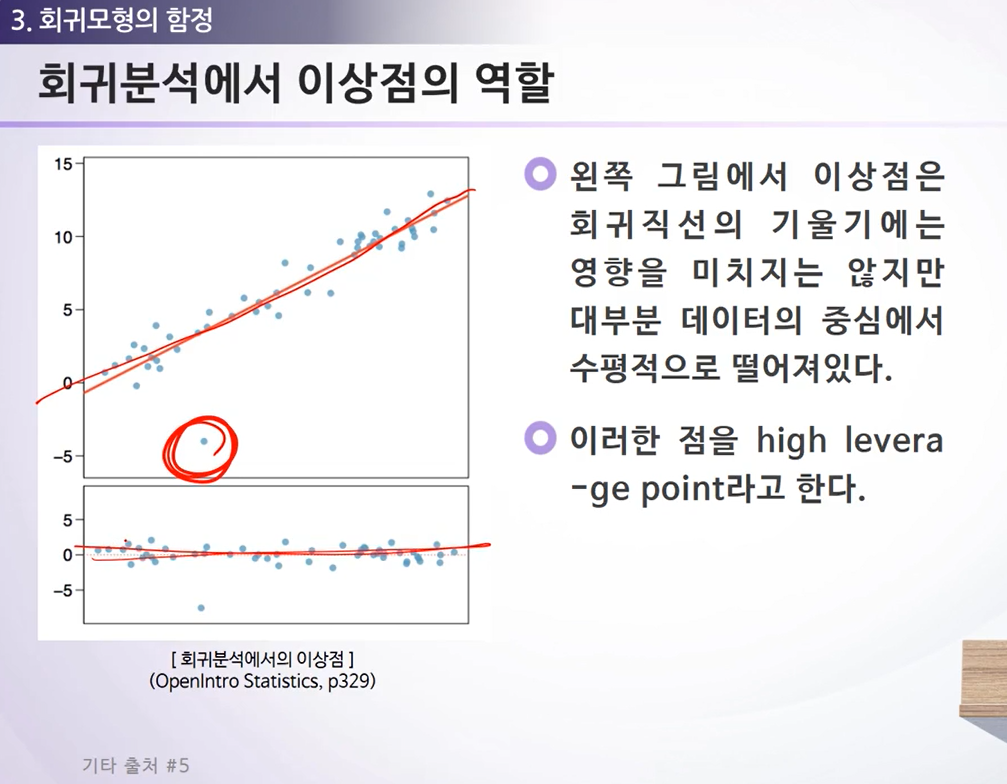 3. 회귀모형의 함정
회귀분석에서 이상점의 역할
15
10
5
0
-5
5
0
-5
[ 회귀분석에서의 이상점 ]
(OpenIntro Statistics, p329)
왼쪽 그림에서 이상점은
회귀직선의 기울기에는
영향을 미치지는 않지만
대부분 데이터의 중심에서
수평적으로 떨어져있다.
이러한 점을 high levera
-ge point라고 한다.
기타 출처 #5